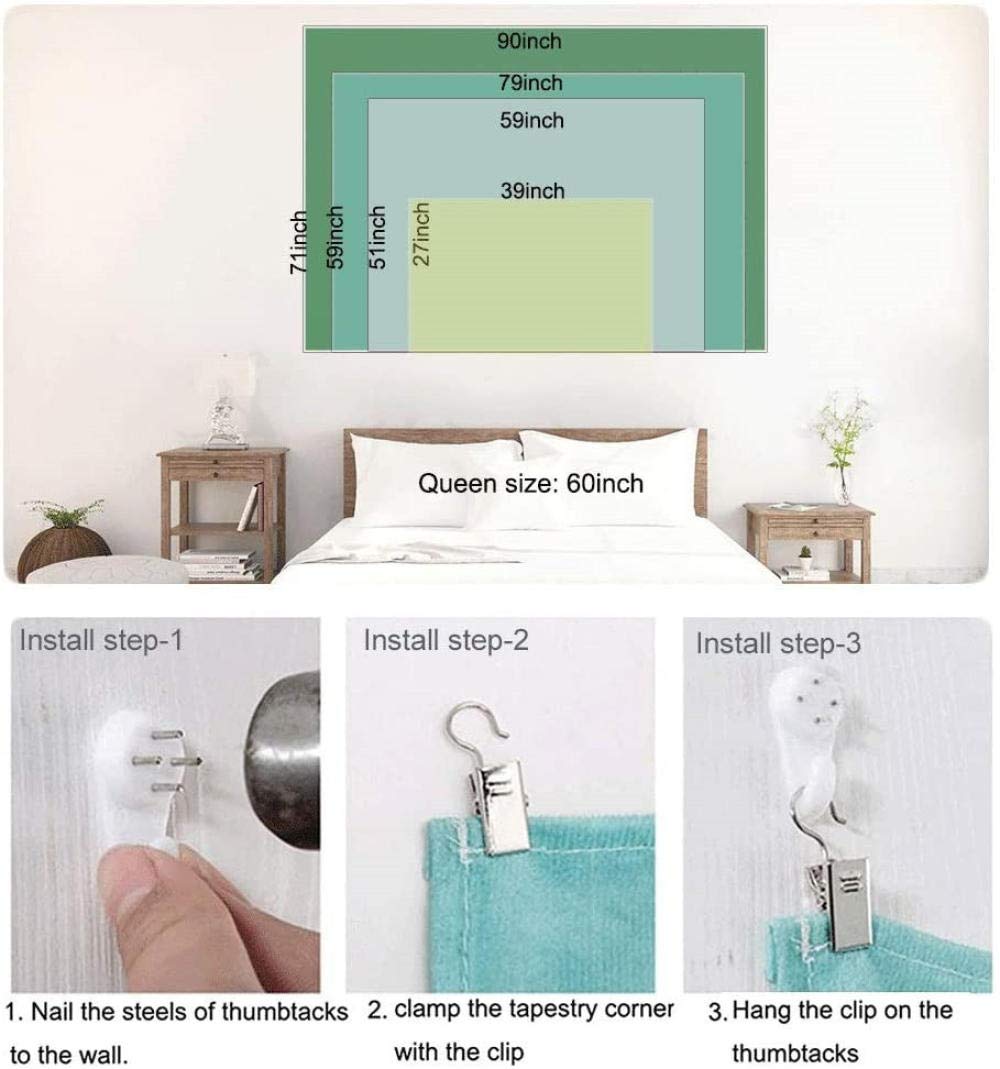 90inch
79inch
59inch
39inch
71inch
59inch
51inch
27inch
Queen size: 60inch
Install step-1
Install step-2
Install step-3
1. Nail the steels of thumbtacks
to the wall.
2. clamp the tapestry corner
with the clip
3. Hang the clip on the
thumbtacks